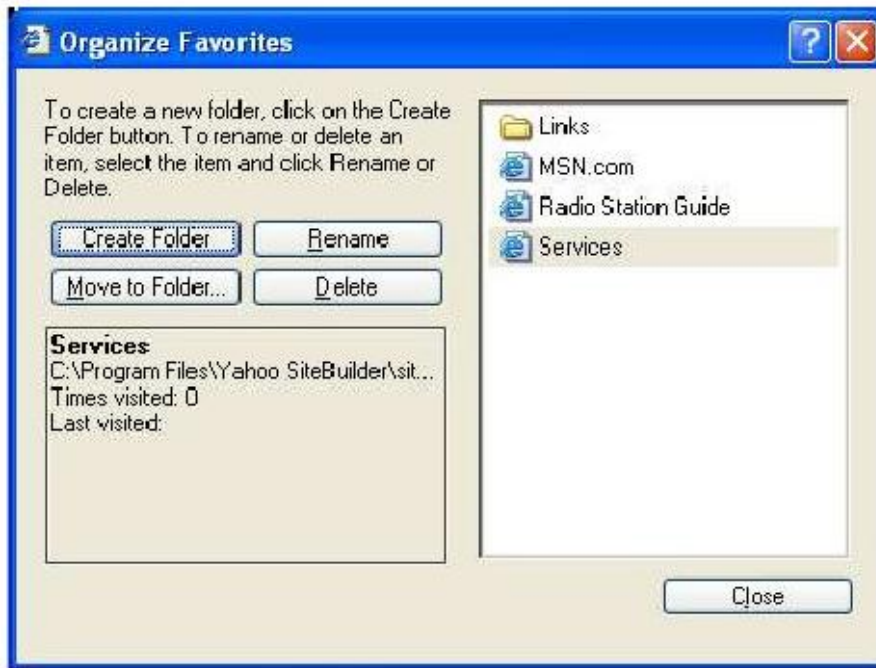 Organize Favorites
To create a new folder, click on the Create
Folder button. To rename or delete an
item, select the item and click Rename or
Delete.
Create Folder
Rename
Move to Folder...
Delete
Services
C:\Program Files\Yahoo SiteBuilder\sit...
Times visited: 0
Last visited:
Links
MSN.com
Radio Station Guide
Services
Close